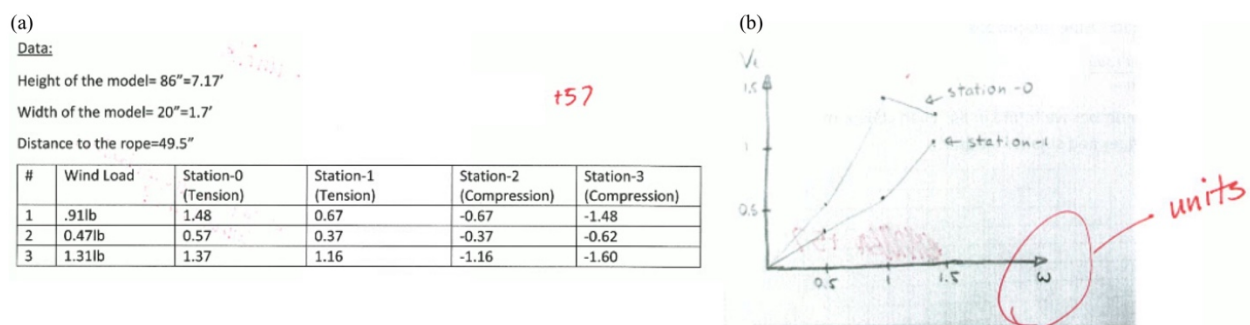 (a)
Data:
Height of the model= 86"=7.17'
Width of the model= 20"=1.7'
+57
Distance to the rope=49.5"
# Wind Load Station-0 (Tension) Station-1 (Tension) Station-2 (Compression) Station-3 (Compression)
1 .91lb 1.48 0.67 -0.67 -1.48
2 0.47lb 0.57 0.37 -0.37 -0.62
3 1.31lb 1.37 1.16 -1.16 -1.60
(b)
1.5
station-0
1
station-1
0.5
units
0.5 1 1.5 ω